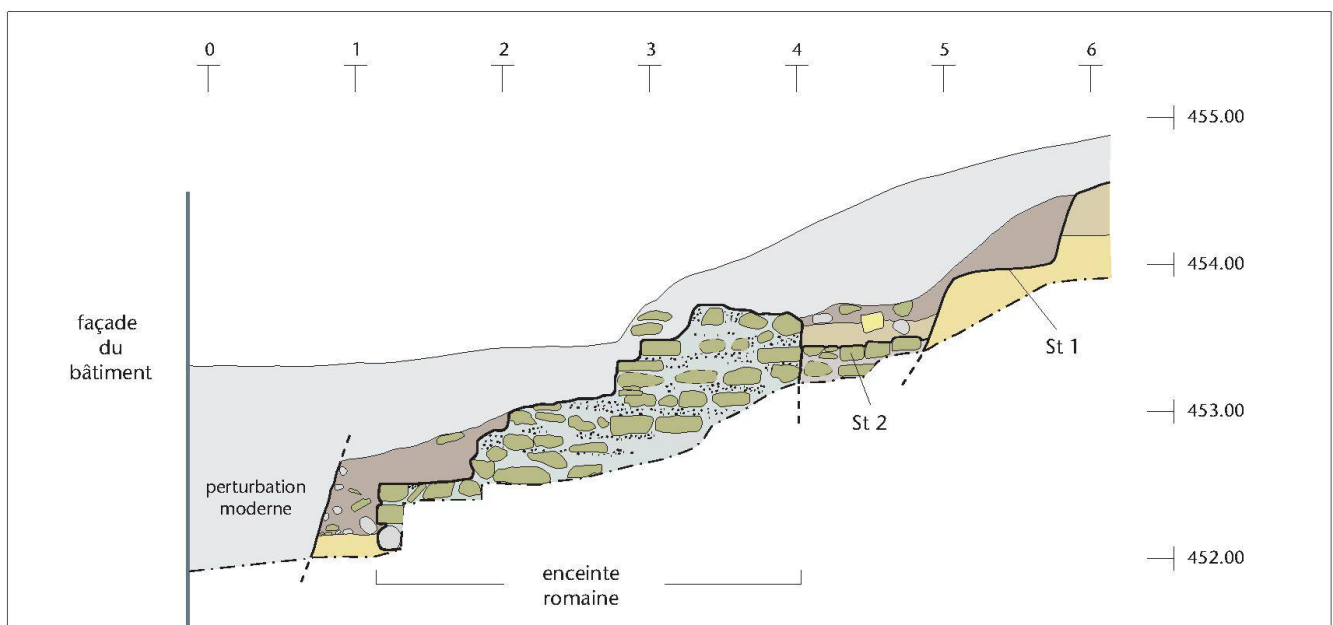 0 1 2 3 4 5 6
455.00
454.00
façade
du
bâtiment
St 1
453.00
St 2
perturbation
moderne
452.00
enceinte
romaine